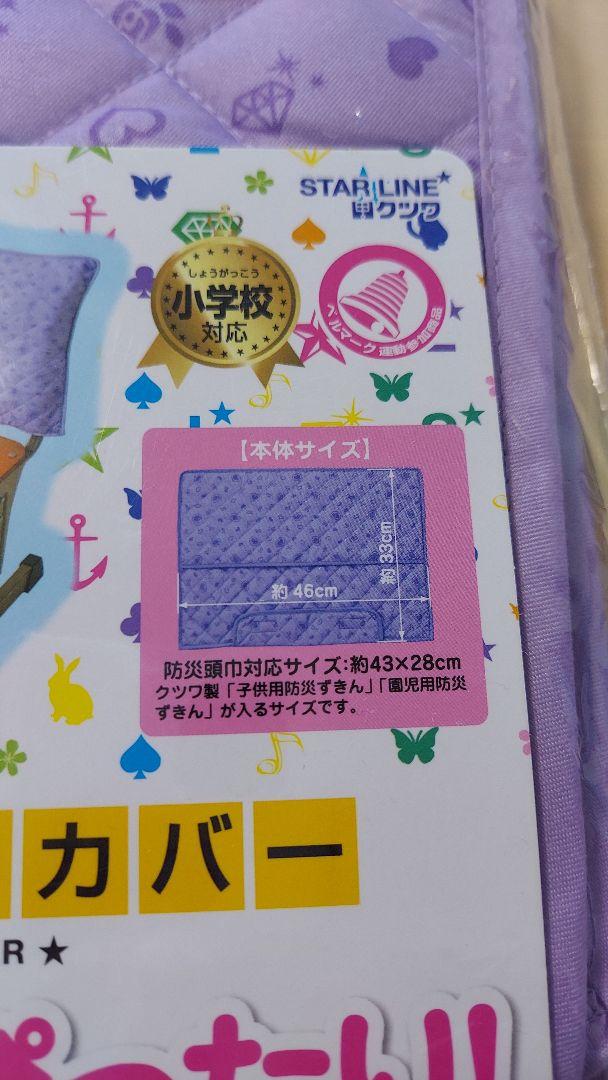 STAR LINE★
クツワ
しょうがっこう
小学校
対応
ベルマーク運動参加商品
【本体サイズ】
約33cm
約46cm
防災頭巾対応サイズ:約43×28cm
クツワ製「子供用防災ずきん」「園児用防災
ずきん」が入るサイズです。
カバー
R ★
ぴったり!!